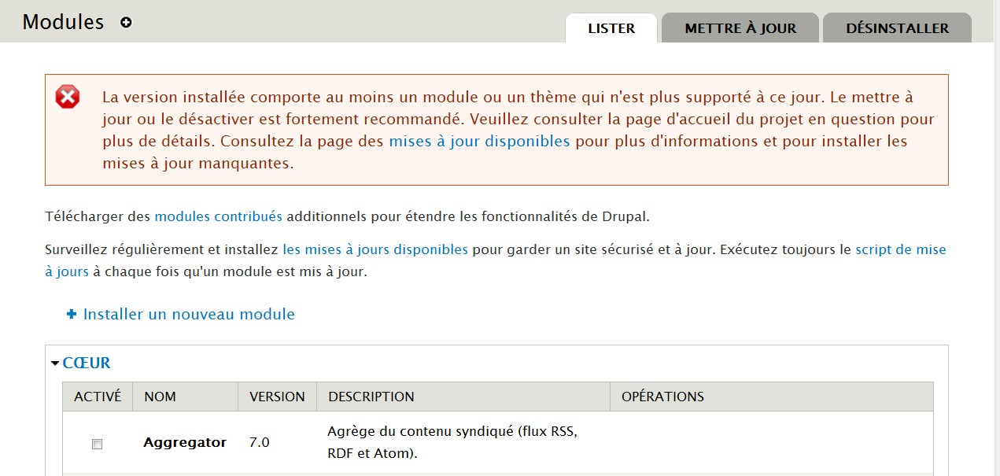 Modules
LISTER
METTRE À JOUR
DÉSINSTALLER
La version installée comporte au moins un module ou un thème qui n'est plus supporté à ce jour. Le mettre à
jour ou le désactiver est fortement recommandé. Veuillez consulter la page d'accueil du projet en question pour
plus de détails. Consultez la page des mises à jour disponibles pour plus d'informations et pour installer les
mises à jour manquantes.
Télécharger des modules contribués additionnels pour étendre les fonctionnalités de Drupal.
Surveillez régulièrement et installez les mises à jours disponibles pour garder un site sécurisé et à jour. Exécutez toujours le script de mise
à jours à chaque fois qu'un module est mis à jour.
Installer un nouveau module
CŒUR
ACTIVÉ NOM VERSION DESCRIPTION OPÉRATIONS
Aggregator 7.0 Agrège du contenu syndiqué (flux RSS,
RDF et Atom).